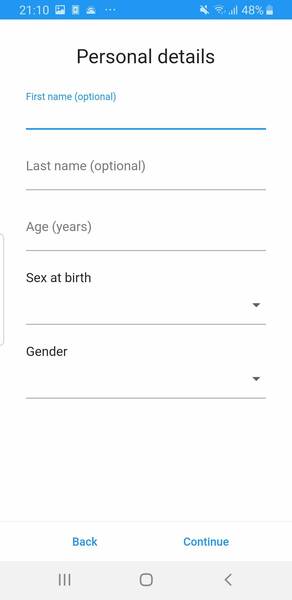 21:10 48%
Personal details
First name (optional)
Last name (optional)
Age (years)
Sex at birth
Gender
Back Continue